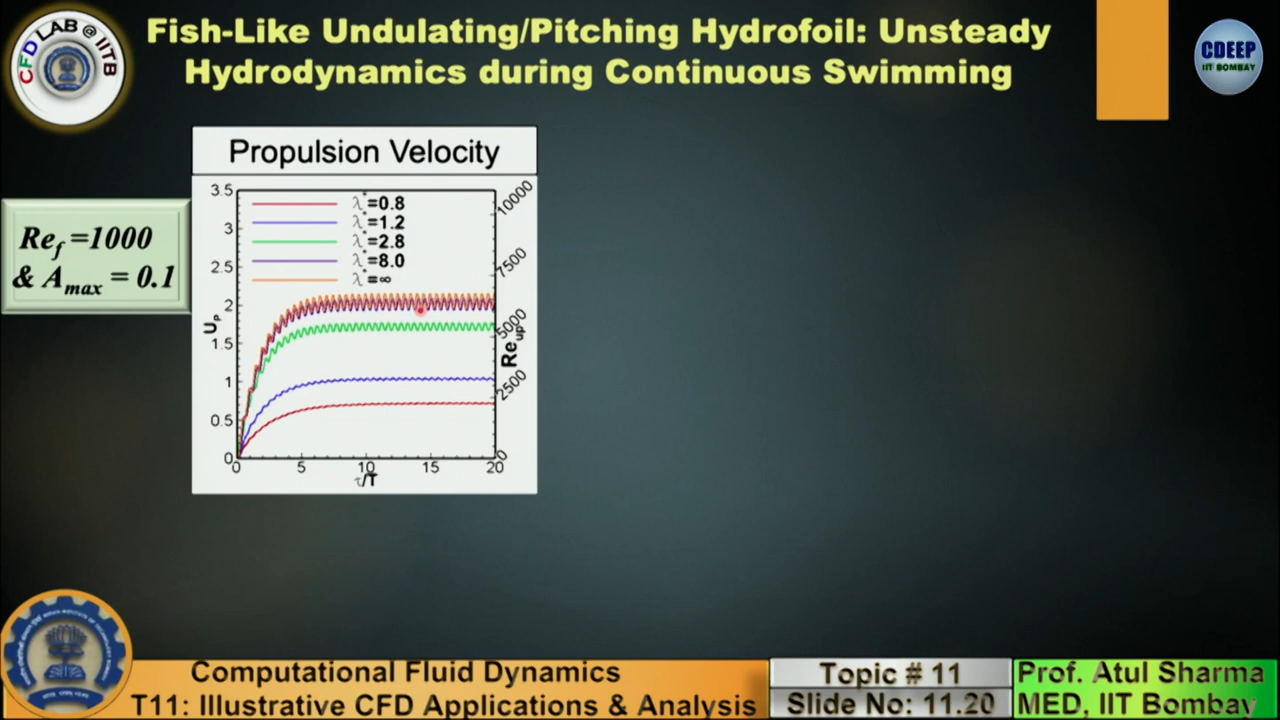 Fish-Like Undulating/Pitching Hydrofoil: Unsteady
Hydrodynamics during Continuous Swimming
CFD LAB @ IITB
CDEEP
IIT BOMBAY
Propulsion Velocity
Re_f =1000
& A_max = 0.1
λ*=0.8
λ*=1.2
λ*=2.8
λ*=8.0
λ*=∞
3.5
3
2.5
2
1.5
1
0.5
0
U_P
10000
7500
5000
2500
0
Re_up
0 5 10 15 20
τ/T
Computational Fluid Dynamics
T11: Illustrative CFD Applications & Analysis
Topic # 11
Slide No: 11.20
Prof. Atul Sharma
MED, IIT Bombay